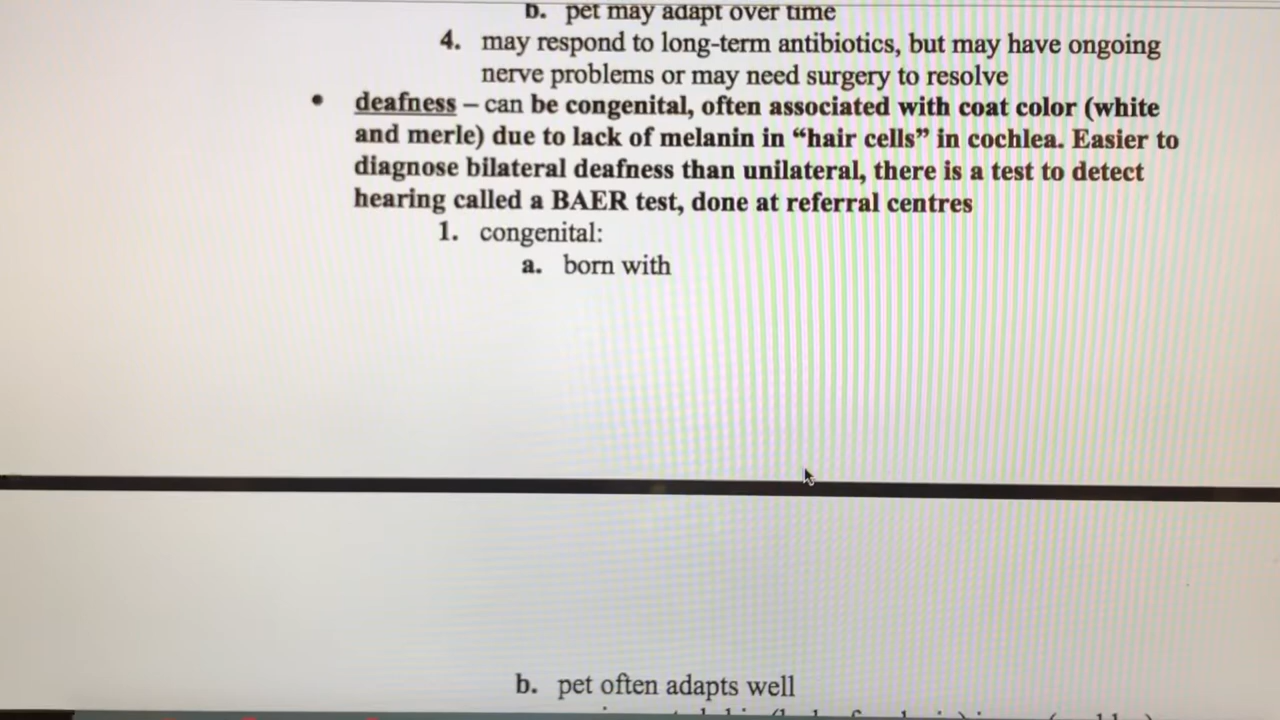 b. pet may adapt over time
4. may respond to long-term antibiotics, but may have ongoing
nerve problems or may need surgery to resolve
• deafness – can be congenital, often associated with coat color (white
and merle) due to lack of melanin in “hair cells” in cochlea. Easier to
diagnose bilateral deafness than unilateral, there is a test to detect
hearing called a BAER test, done at referral centres
1. congenital:
a. born with
b. pet often adapts well